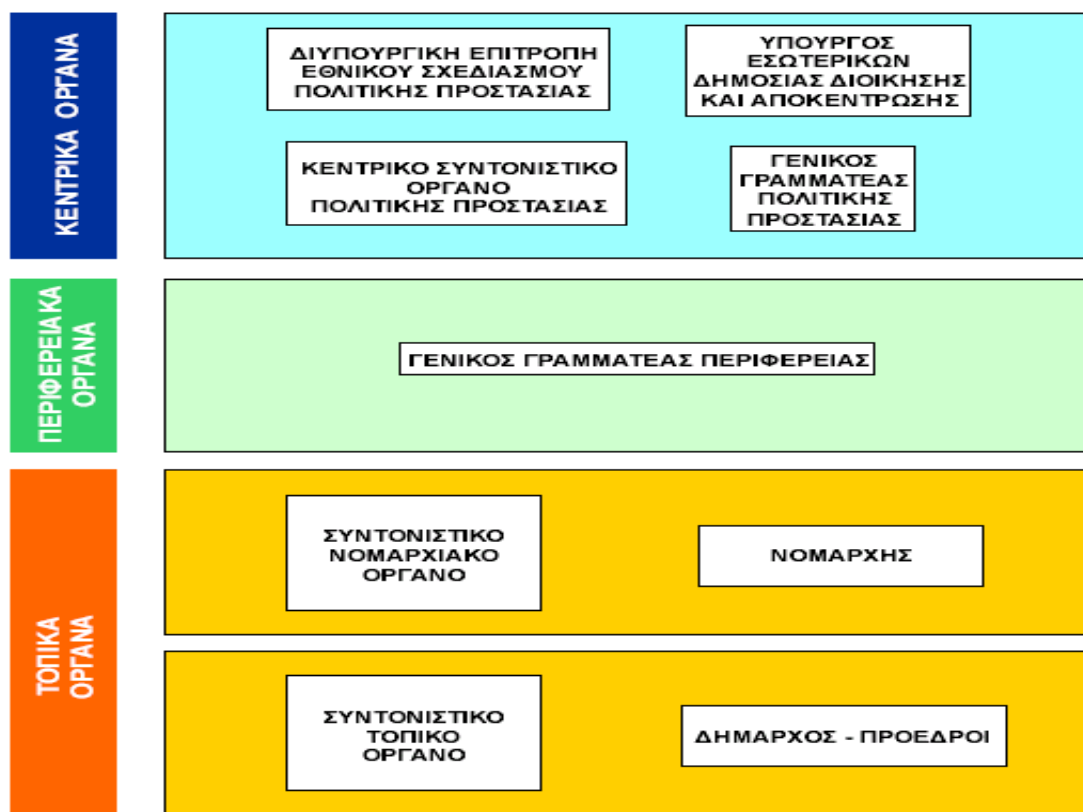 ΚΕΝΤΡΙΚΑ ΟΡΓΑΝΑ
ΔΙΥΠΟΥΡΓΙΚΗ ΕΠΙΤΡΟΠΗ
ΕΘΝΙΚΟΥ ΣΧΕΔΙΑΣΜΟΥ
ΠΟΛΙΤΙΚΗΣ ΠΡΟΣΤΑΣΙΑΣ
ΥΠΟΥΡΓΟΣ
ΕΣΩΤΕΡΙΚΩΝ
ΔΗΜΟΣΙΑΣ ΔΙΟΙΚΗΣΗΣ
ΚΑΙ ΑΠΟΚΕΝΤΡΩΣΗΣ
ΚΕΝΤΡΙΚΟ ΣΥΝΤΟΝΙΣΤΙΚΟ
ΟΡΓΑΝΟ
ΠΟΛΙΤΙΚΗΣ ΠΡΟΣΤΑΣΙΑΣ
ΓΕΝΙΚΟΣ
ΓΡΑΜΜΑΤΕΑΣ
ΠΟΛΙΤΙΚΗΣ
ΠΡΟΣΤΑΣΙΑΣ
ΠΕΡΙΦΕΡΕΙΑΚΑ
ΟΡΓΑΝΑ
ΓΕΝΙΚΟΣ ΓΡΑΜΜΑΤΕΑΣ ΠΕΡΙΦΕΡΕΙΑΣ
ΤΟΠΙΚΑ
ΟΡΓΑΝΑ
ΣΥΝΤΟΝΙΣΤΙΚΟ
ΝΟΜΑΡΧΙΑΚΟ
ΟΡΓΑΝΟ
ΝΟΜΑΡΧΗΣ
ΣΥΝΤΟΝΙΣΤΙΚΟ
ΤΟΠΙΚΟ
ΟΡΓΑΝΟ
ΔΗΜΑΡΧΟΣ - ΠΡΟΕΔΡΟΙ